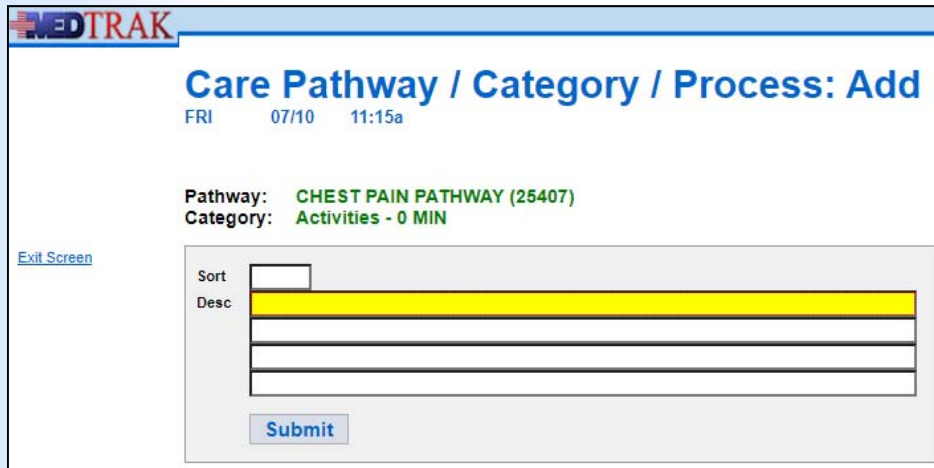 MEDTRAK
Care Pathway / Category / Process: Add
FRI 07/10 11:15a
Pathway: CHEST PAIN PATHWAY (25407)
Category: Activities - 0 MIN
Exit Screen
Sort
Desc
Submit